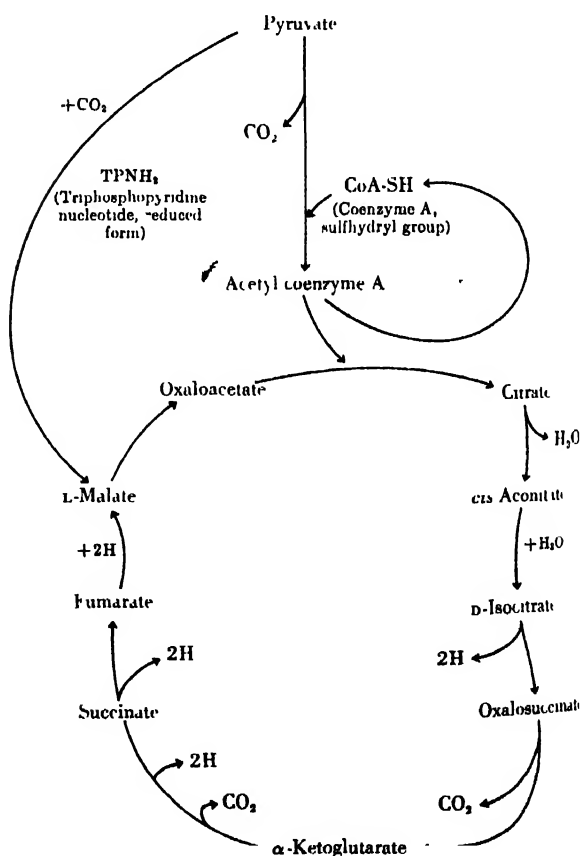 Pyruvate
+CO₂
CO₂
TPNH₂
(Triphosphopyridine
nucleotide, reduced
form)
CoA-SH
(Coenzyme A,
sulfhydryl group)
Acetyl coenzyme A
Oxaloacetate
Citrate
H₂O
L-Malate
cis Aconitate
+2H
+H₂O
Fumarate
D-Isocitrate
2H
2H
Succinate
Oxalosuccinate
2H
CO₂
CO₂
α-Ketoglutarate